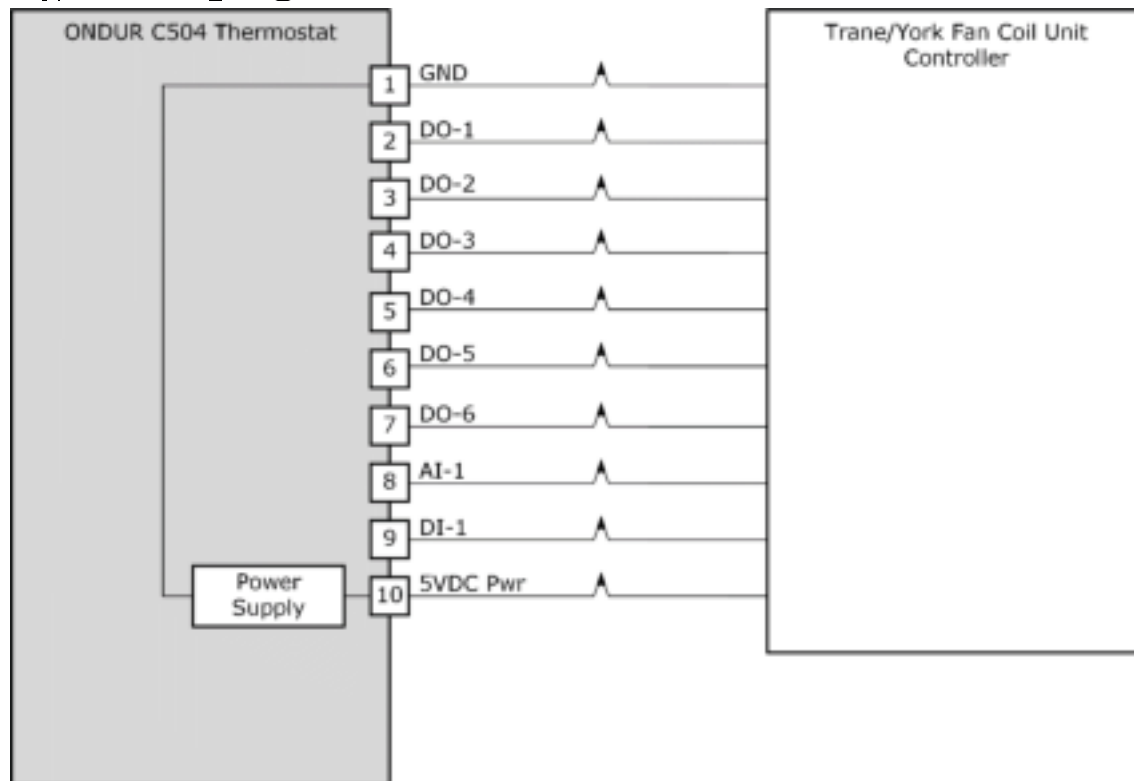 ONDUR C504 Thermostat
Trane/York Fan Coil Unit
Controller
1 GND
2 DO-1
3 DO-2
4 DO-3
5 DO-4
6 DO-5
7 DO-6
8 AI-1
9 DI-1
10 5VDC Pwr
Power
Supply